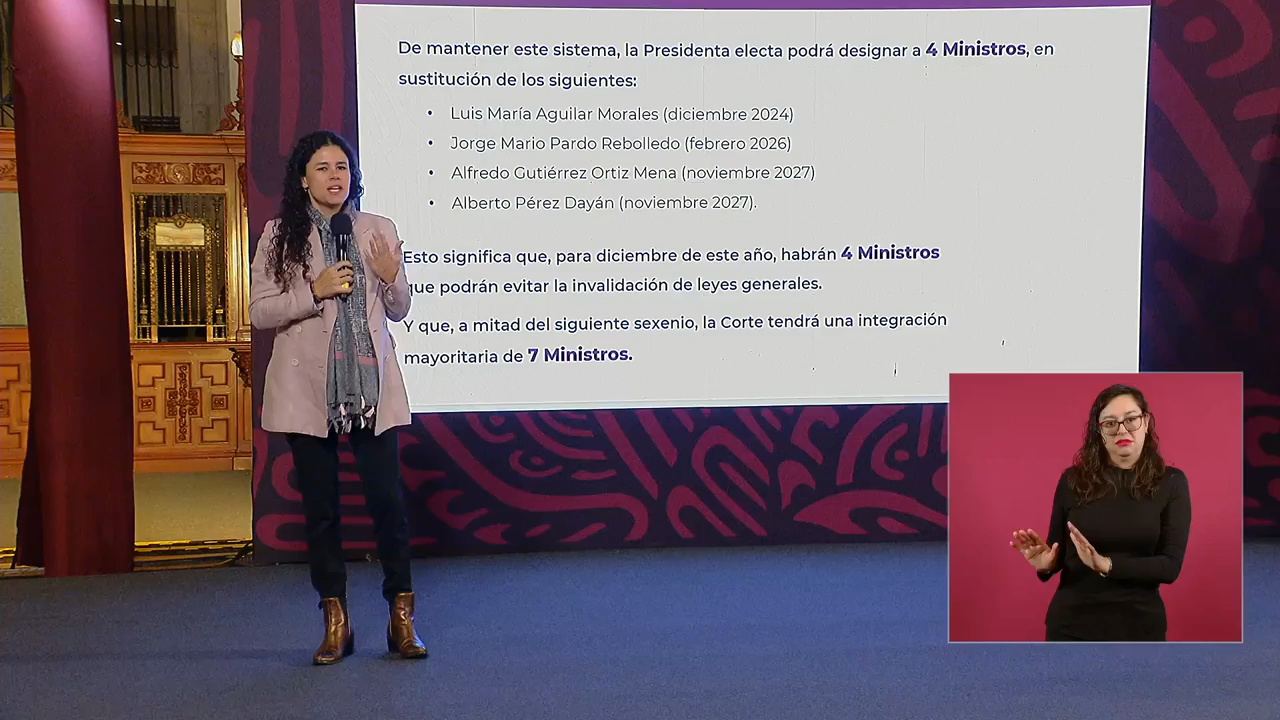 De mantener este sistema, la Presidenta electa podrá designar a 4 Ministros, en
sustitución de los siguientes:
• Luis María Aguilar Morales (diciembre 2024)
• Jorge Mario Pardo Rebolledo (febrero 2026)
• Alfredo Gutiérrez Ortiz Mena (noviembre 2027)
• Alberto Pérez Dayán (noviembre 2027).
Esto significa que, para diciembre de este año, habrán 4 Ministros
que podrán evitar la invalidación de leyes generales.
Y que, a mitad del siguiente sexenio, la Corte tendrá una integración
mayoritaria de 7 Ministros.